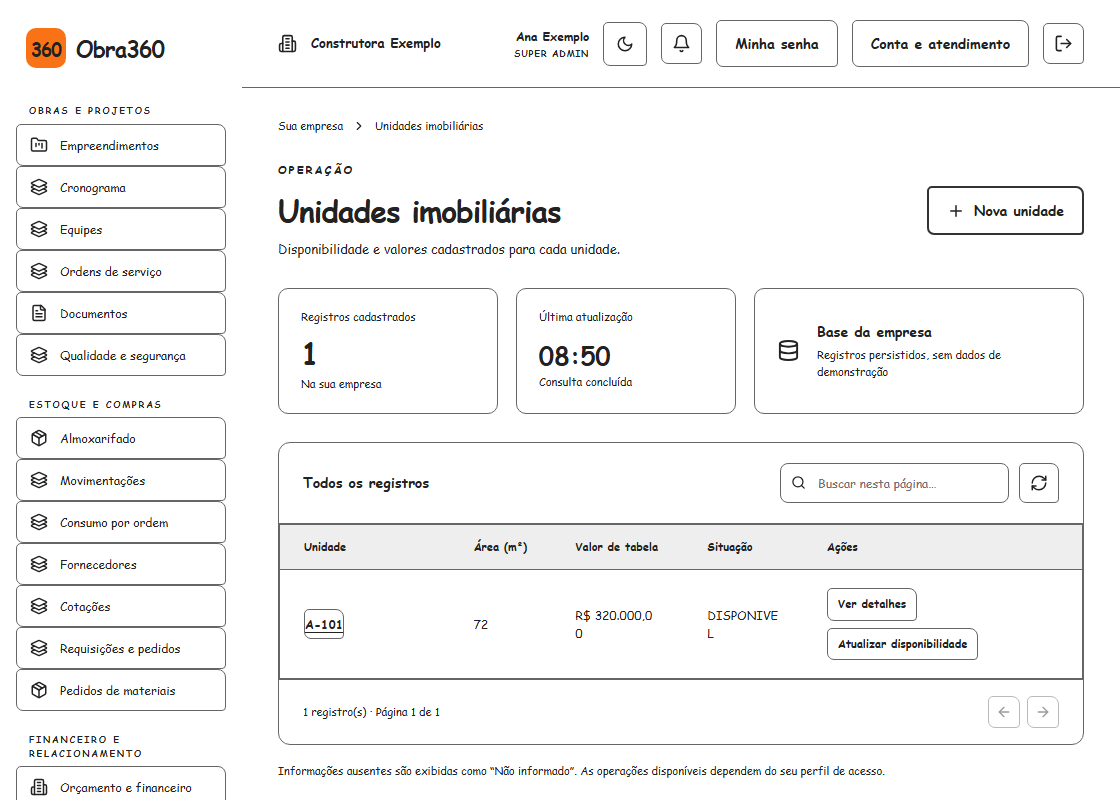 360 Obra360
Construtora Exemplo
Ana Exemplo
SUPER ADMIN
Minha senha
Conta e atendimento
OBRAS E PROJETOS
Empreendimentos
Cronograma
Equipes
Ordens de serviço
Documentos
Qualidade e segurança
ESTOQUE E COMPRAS
Almoxarifado
Movimentações
Consumo por ordem
Fornecedores
Cotações
Requisições e pedidos
Pedidos de materiais
FINANCEIRO E
RELACIONAMENTO
Orçamento e financeiro
Sua empresa > Unidades imobiliárias
OPERAÇÃO
Unidades imobiliárias
Disponibilidade e valores cadastrados para cada unidade.
+ Nova unidade
Registros cadastrados
1
Na sua empresa
Última atualização
08:50
Consulta concluída
Base da empresa
Registros persistidos, sem dados de
demonstração
Todos os registros
Buscar nesta página...
Unidade Área (m²) Valor de tabela Situação Ações
A-101 72 R$ 320.000,0
0
DISPONIVE
L
Ver detalhes
Atualizar disponibilidade
1 registro(s) · Página 1 de 1
Informações ausentes são exibidas como “Não informado”. As operações disponíveis dependem do seu perfil de acesso.